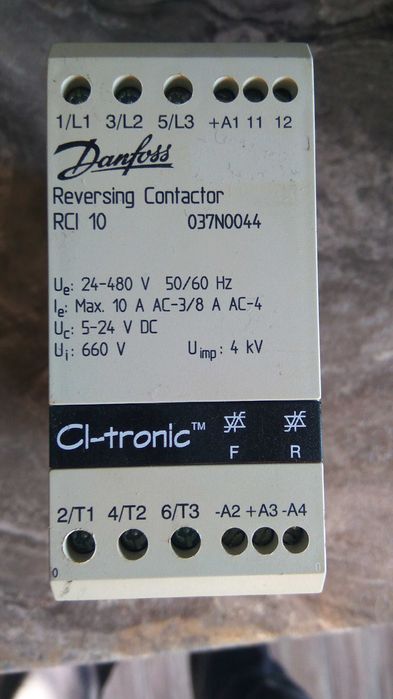 1/L1 3/L2 5/L3 +A1 11 12
Danfoss
Reversing Contactor
RCI 10 037N0044
Ue: 24-480 V 50/60 Hz
Ie: Max. 10 A AC-3/8 A AC-4
Uc: 5-24 V DC
Ui: 660 V Uimp: 4 kV
CI-tronic™
F R
2/T1 4/T2 6/T3 -A2 +A3 -A4
0 0